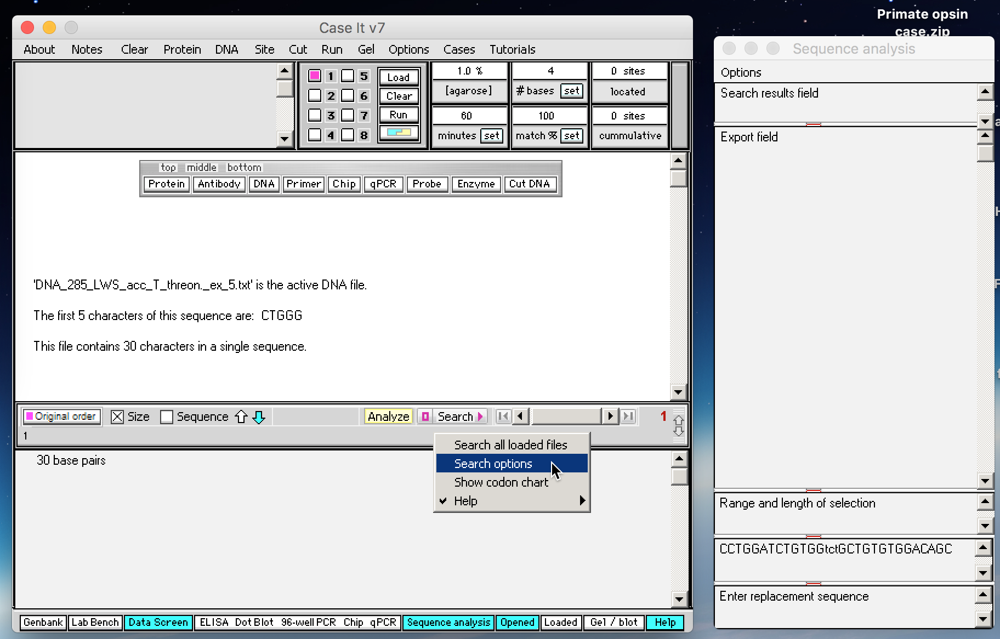 Primate opsin
case.zip
Case It v7
About Notes Clear Protein DNA Site Cut Run Gel Options Cases Tutorials
1 5 Load
2 6 Clear
3 7 Run
4 8
1.0 % 4 0 sites
[agarose] # bases set located
60 100 0 sites
minutes set match % set cummulative
top middle bottom
Protein Antibody DNA Primer Chip qPCR Probe Enzyme Cut DNA
'DNA_285_LWS_acc_T_threon._ex_5.txt' is the active DNA file.
The first 5 characters of this sequence are: CTGGG
This file contains 30 characters in a single sequence.
Original order Size Sequence Analyze Search 1
1
Search all loaded files
Search options
Show codon chart
Help
30 base pairs
Genbank Lab Bench Data Screen ELISA Dot Blot 96-well PCR Chip qPCR Sequence analysis Opened Loaded Gel / blot Help
Sequence analysis
Options
Search results field
Export field
Range and length of selection
CCTGGATCTGTGGtctGCTGTGTGGACAGC
Enter replacement sequence